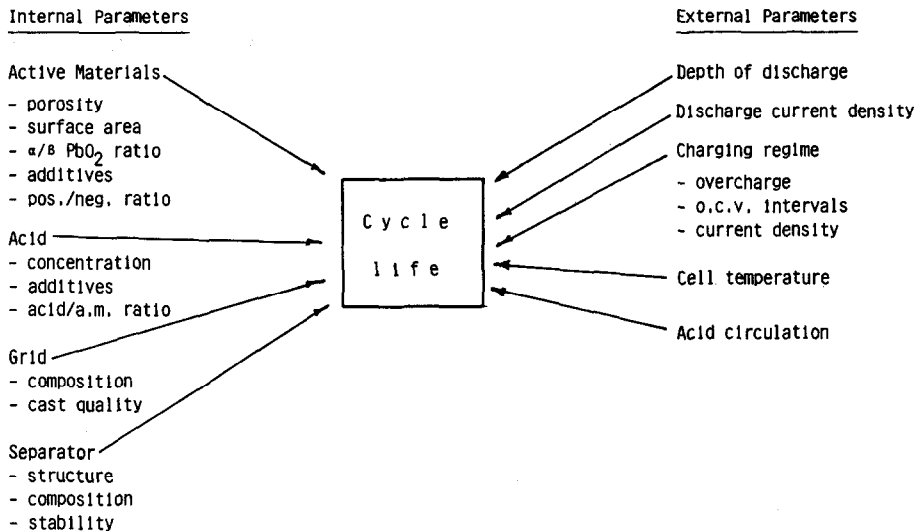 Internal Parameters
Active Materials
- porosity
- surface area
- α/β PbO₂ ratio
- additives
- pos./neg. ratio
Acid
- concentration
- additives
- acid/a.m. ratio
Grid
- composition
- cast quality
Separator
- structure
- composition
- stability
Cycle
life
External Parameters
Depth of discharge
Discharge current density
Charging regime
- overcharge
- o.c.v. intervals
- current density
Cell temperature
Acid circulation